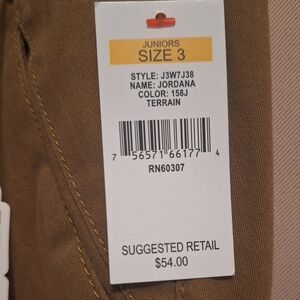 JUNIORS
SIZE 3
STYLE: J3W7J38
NAME: JORDANA
COLOR: 158J
TERRAIN
7 56571 66177 4
RN60307
SUGGESTED RETAIL
$54.00